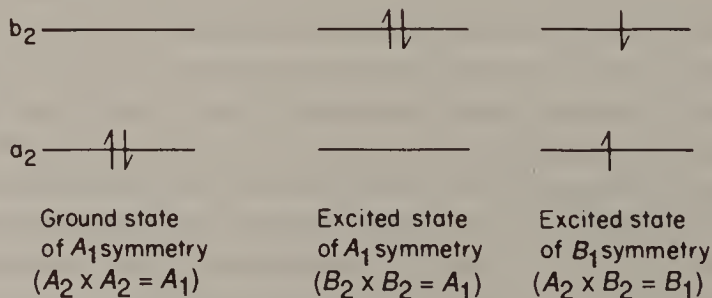 b₂
a₂
Ground state
of A₁ symmetry
(A₂ x A₂ = A₁)
Excited state
of A₁ symmetry
(B₂ x B₂ = A₁)
Excited state
of B₁ symmetry
(A₂ x B₂ = B₁)